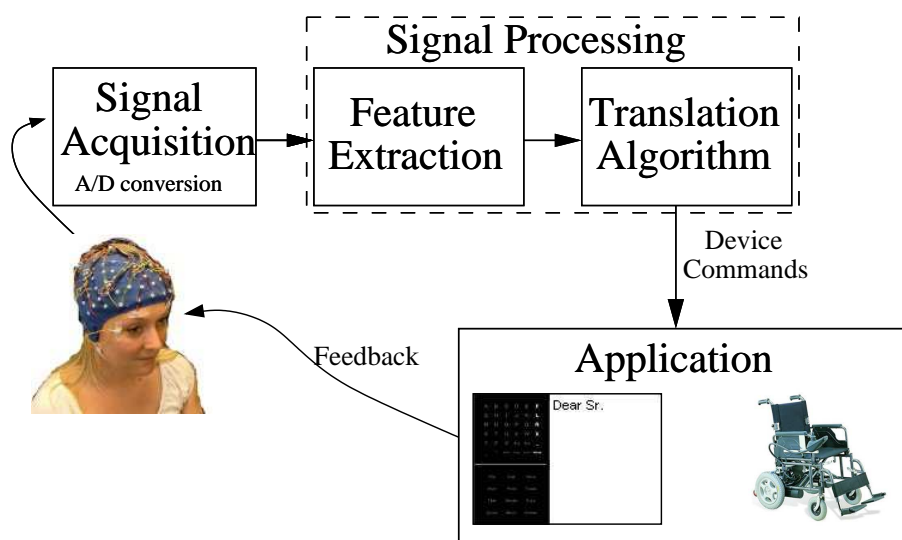 Signal Processing
Signal
Acquisition
A/D conversion
Feature
Extraction
Translation
Algorithm
Device
Commands
Feedback
Application
Dear Sr.